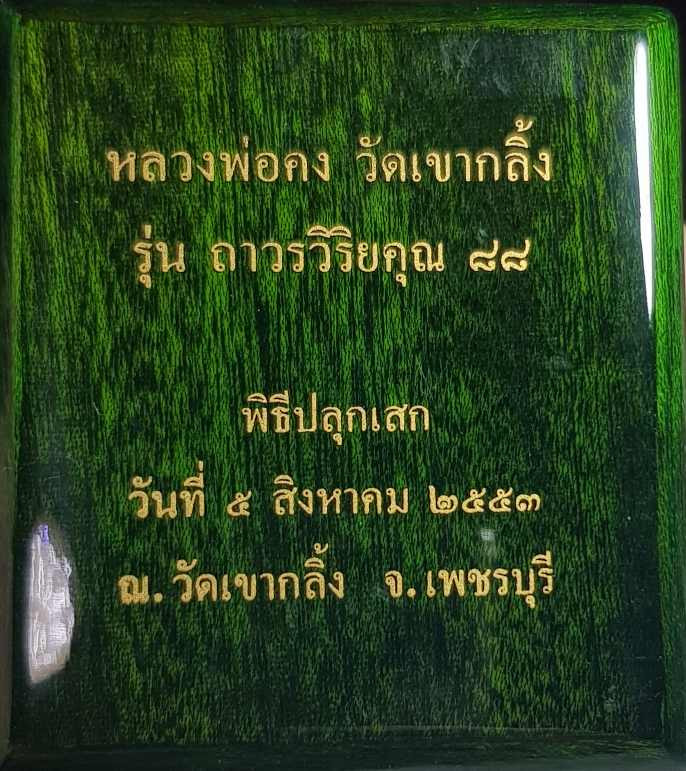 หลวงพ่อคง วัดเขากลิ้ง
รุ่น ถาวรวิริยคุณ ๘๘
พิธีปลุกเสก
วันที่ ๕ สิงหาคม ๒๕๕๓
ณ.วัดเขากลิ้ง จ.เพชรบุรี